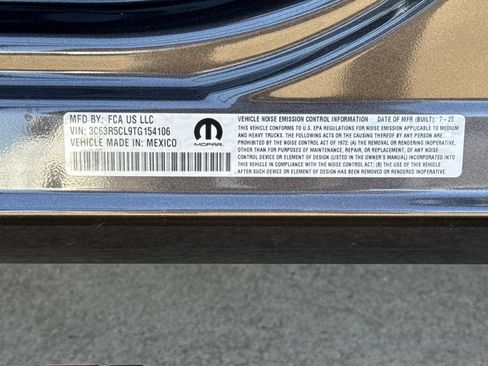 MFD BY: FCA US LLC
VIN: 3C63R5CL9TG154106
VEHICLE MADE IN: MEXICO
MOPAR
VEHICLE NOISE EMISSION CONTROL INFORMATION DATE OF MFR (BUILT): 7-25
THIS VEHICLE CONFORMS TO U.S. EPA REGULATIONS FOR NOISE EMISSION APPLICABLE TO MEDIUM
AND HEAVY TRUCKS. THE FOLLOWING ACTS OR THE CAUSING THEREOF BY ANY PERSON ARE
PROHIBITED BY THE NOISE CONTROL ACT OF 1972: (A) THE REMOVAL OR RENDERING INOPERATIVE,
OTHER THAN FOR PURPOSES OF MAINTENANCE, REPAIR, OR REPLACEMENT, OF ANY NOISE
CONTROL DEVICE OR ELEMENT OF DESIGN (LISTED IN THE OWNER'S MANUAL) INCORPORATED INTO
THIS VEHICLE IN COMPLIANCE WITH THE NOISE CONTROL ACT; (B) THE USE OF THIS VEHICLE
AFTER SUCH DEVICE OR ELEMENT OF DESIGN HAS BEEN REMOVED OR RENDERED INOPERATIVE.